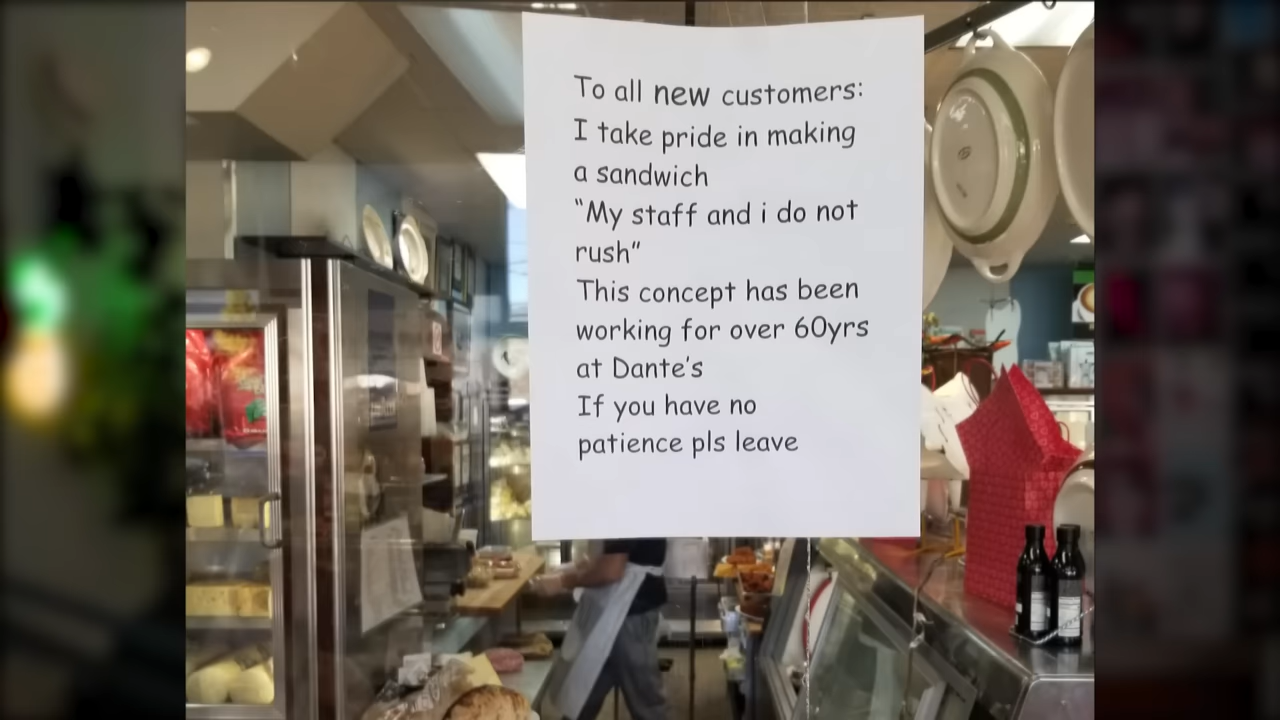 To all new customers:
I take pride in making
a sandwich
“My staff and i do not
rush”
This concept has been
working for over 60yrs
at Dante's
If you have no
patience pls leave